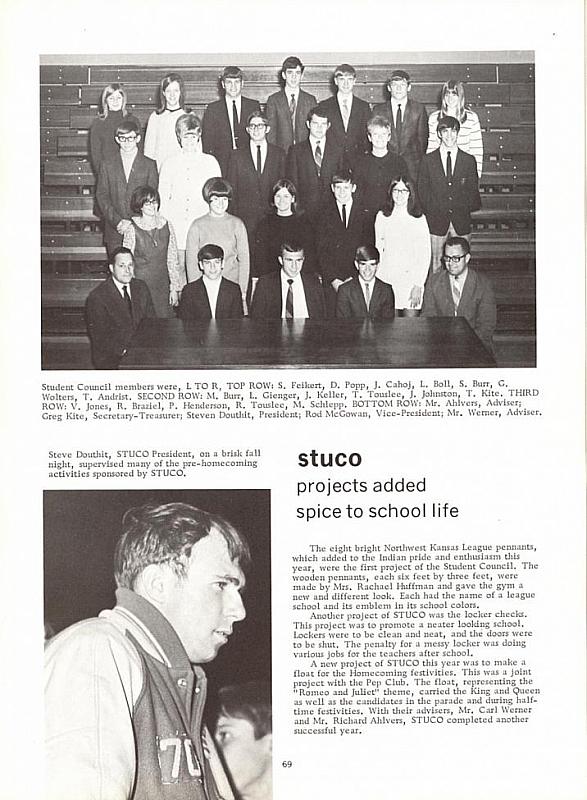 Student Council members were, L TO R, TOP ROW: S. Feikert, D. Popp, J. Cahoj, L. Boll, S. Burr, G.
Wolters, T. Andrist. SECOND ROW: M. Burr, L. Gienger, J. Keller, T. Touslee, J. Johnston, T. Kite. THIRD
ROW: V. Jones, R. Braziel, P. Henderson, R. Touslee, M. Schlepp. BOTTOM ROW: Mr. Ahlvers, Adviser;
Greg Kite, Secretary-Treasurer; Steven Douthit, President; Rod McGowan, Vice-President; Mr. Werner, Adviser.
Steve Douthit, STUCO President, on a brisk fall
night, supervised many of the pre-homecoming
activities sponsored by STUCO.
stuco
projects added
spice to school life
The eight bright Northwest Kansas League pennants,
which added to the Indian pride and enthusiasm this
year, were the first project of the Student Council. The
wooden pennants, each six feet by three feet, were
made by Mrs. Rachael Huffman and gave the gym a
new and different look. Each had the name of a league
school and its emblem in its school colors.
Another project of STUCO was the locker checks.
This project was to promote a neater looking school.
Lockers were to be clean and neat, and the doors were
to be shut. The penalty for a messy locker was doing
various jobs for the teachers after school.
A new project of STUCO this year was to make a
float for the Homecoming festivities. This was a joint
project with the Pep Club. The float, representing the
"Romeo and Juliet" theme, carried the King and Queen
as well as the candidates in the parade and during half-
time festivities. With their advisers, Mr. Carl Werner
and Mr. Richard Ahlvers, STUCO completed another
successful year.
70
69